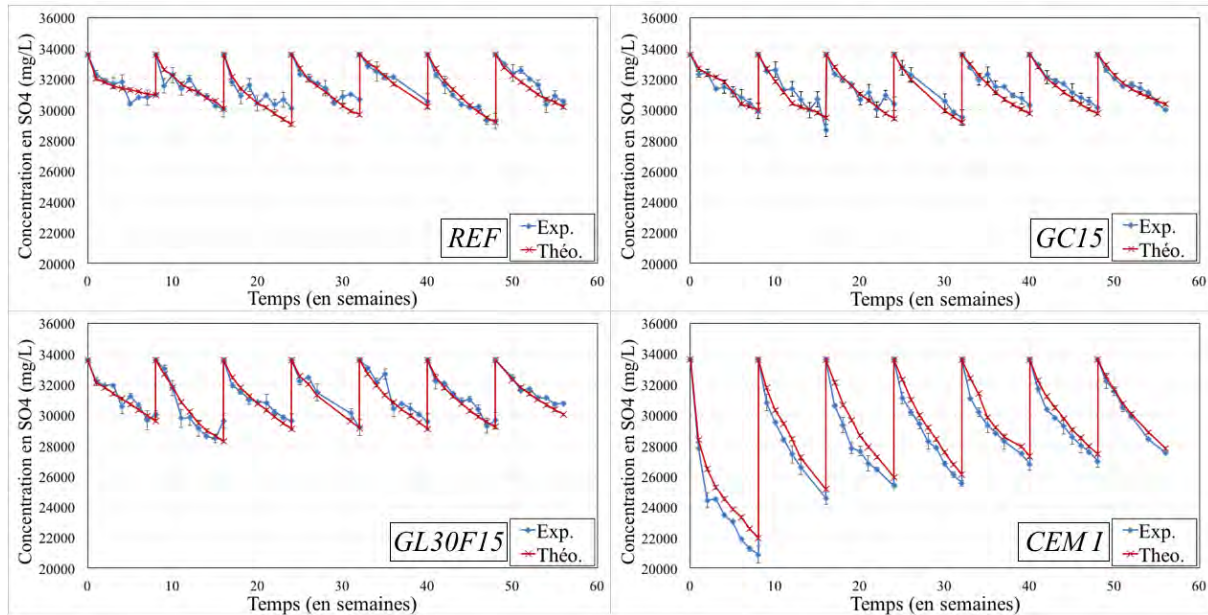 Concentration en SO4 (mg/L)
36000
34000
32000
30000
28000
26000
24000
22000
20000
REF
Exp.
Théo.
0 10 20 30 40 50 60
Temps (en semaines)
Concentration en SO4 (mg/L)
36000
34000
32000
30000
28000
26000
24000
22000
20000
GC15
Exp.
Théo.
0 10 20 30 40 50 60
Temps (en semaines)
Concentration en SO4 (mg/L)
36000
34000
32000
30000
28000
26000
24000
22000
20000
GL30F15
Exp.
Théo.
0 10 20 30 40 50 60
Temps (en semaines)
Concentration en SO4 (mg/L)
36000
34000
32000
30000
28000
26000
24000
22000
20000
CEM I
Exp.
Théo.
0 10 20 30 40 50 60
Temps (en semaines)